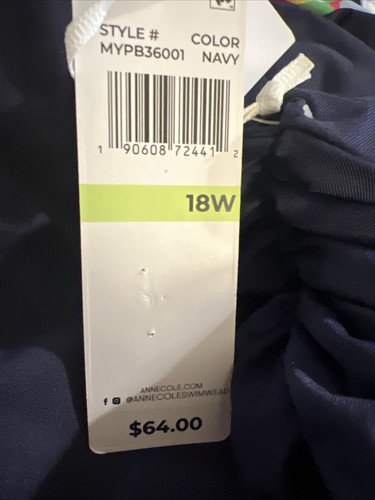 STYLE # COLOR
MYPB36001 NAVY
1 90608 72441 2
18W
ANNECOLE.COM
@ANNECOLESWIMWEAR
$64.00